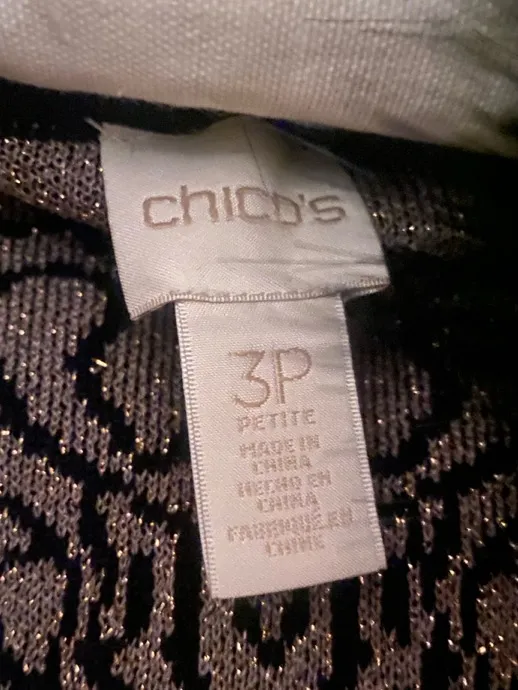 chico's
3P
PETITE
MADE IN
CHINA
HECHO EN
CHINA
FABRIQUÉ EN
CHINE